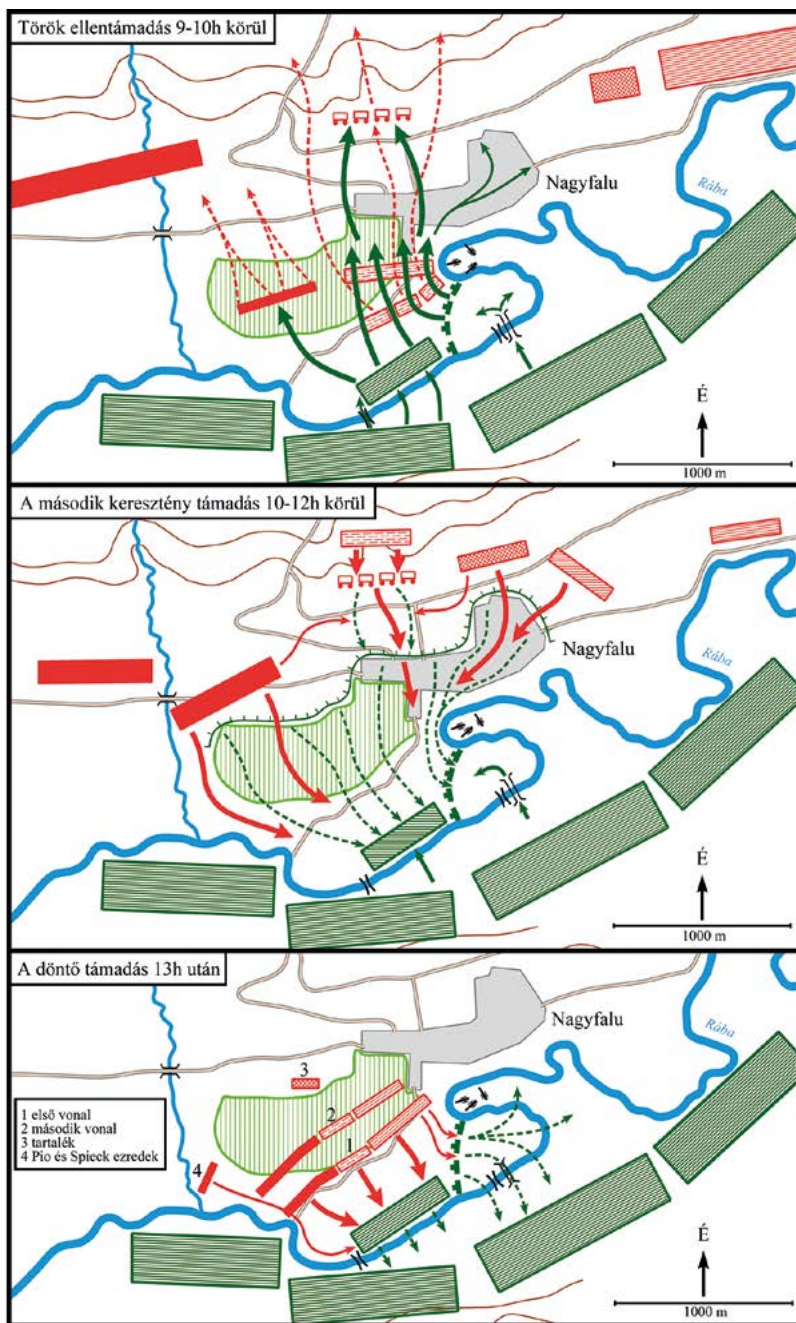 Török ellentámadás 9-10h körül
Nagyfalu
Rába
É
1000 m
A második keresztény támadás 10-12h körül
Nagyfalu
Rába
É
1000 m
A döntő támadás 13h után
Nagyfalu
Rába
3
2
1
4
1 első vonal
2 második vonal
3 tartalék
4 Pio és Spieck ezredek
É
1000 m